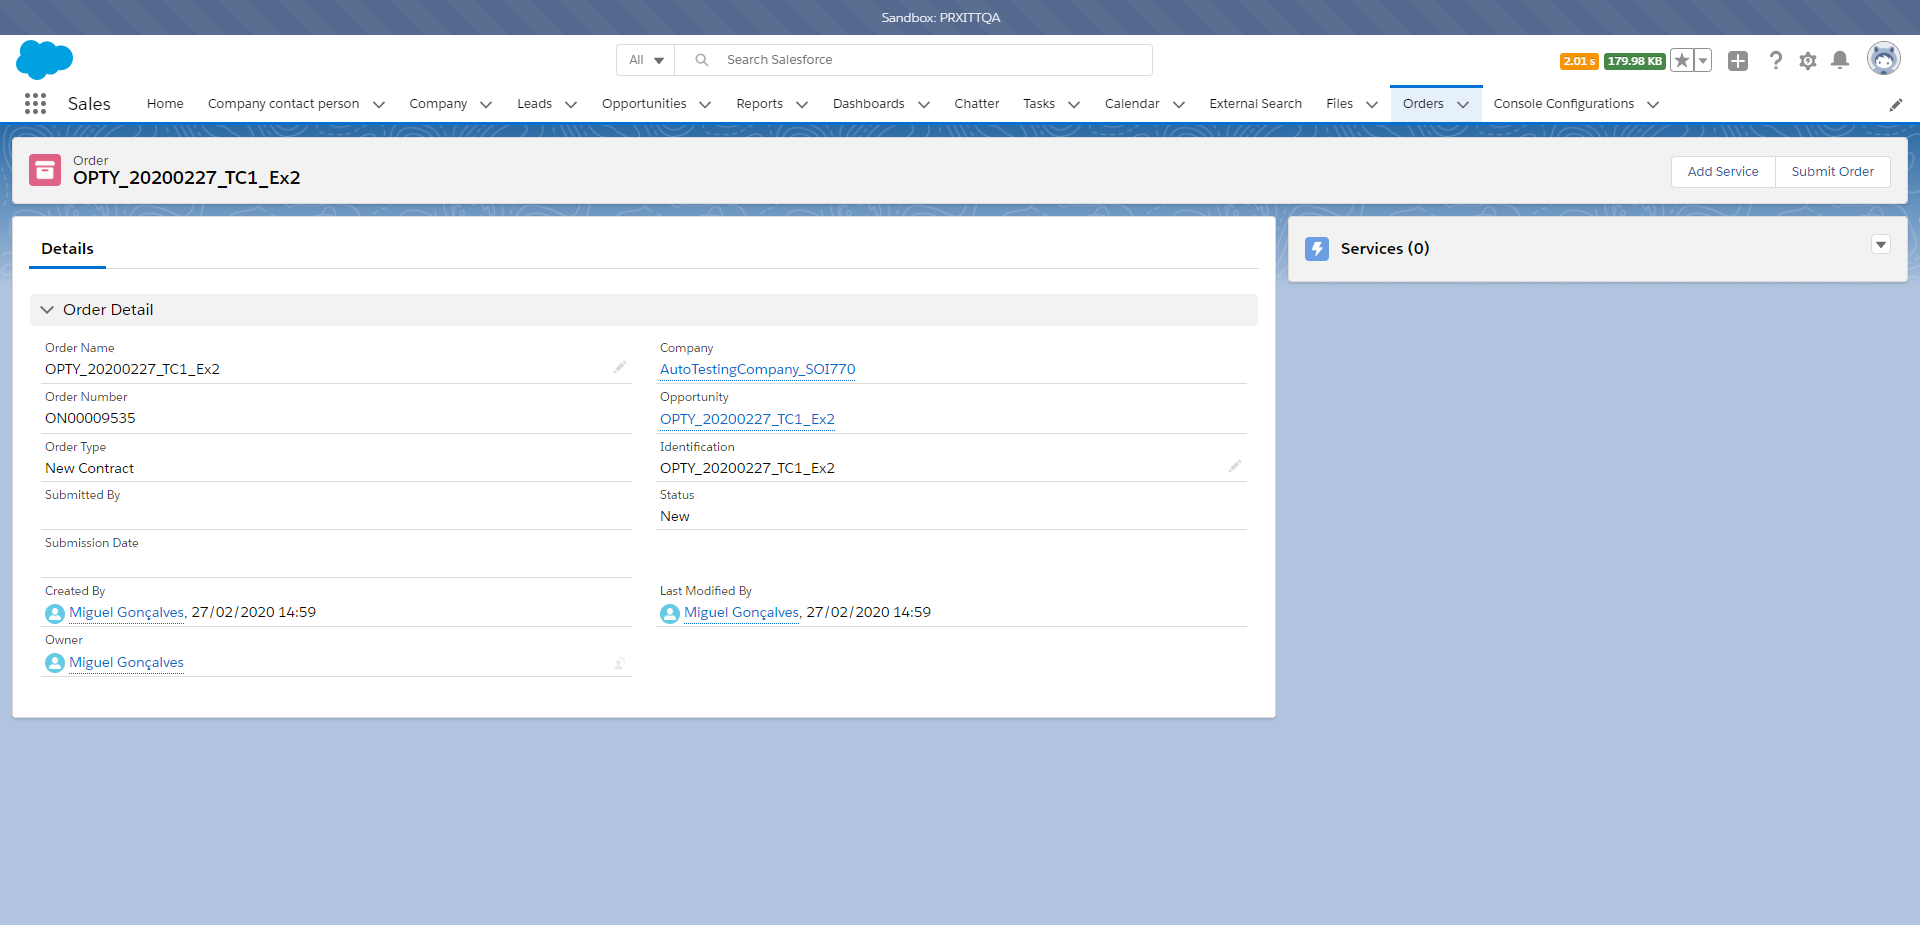 Sandbox: PRXITTQA
All
Search Salesforce
2.01 s
179.98 KB
Sales
Home
Company contact person
Company
Leads
Opportunities
Reports
Dashboards
Chatter
Tasks
Calendar
External Search
Files
Orders
Console Configurations
Order
OPTY_20200227_TC1_Ex2
Add Service
Submit Order
Details
Services (0)
Order Detail
Order Name
OPTY_20200227_TC1_Ex2
Company
AutoTestingCompany_SOI770
Order Number
ON00009535
Opportunity
OPTY_20200227_TC1_Ex2
Order Type
New Contract
Identification
OPTY_20200227_TC1_Ex2
Submitted By
Status
New
Submission Date
Created By
Miguel Gonçalves, 27/02/2020 14:59
Last Modified By
Miguel Gonçalves, 27/02/2020 14:59
Owner
Miguel Gonçalves